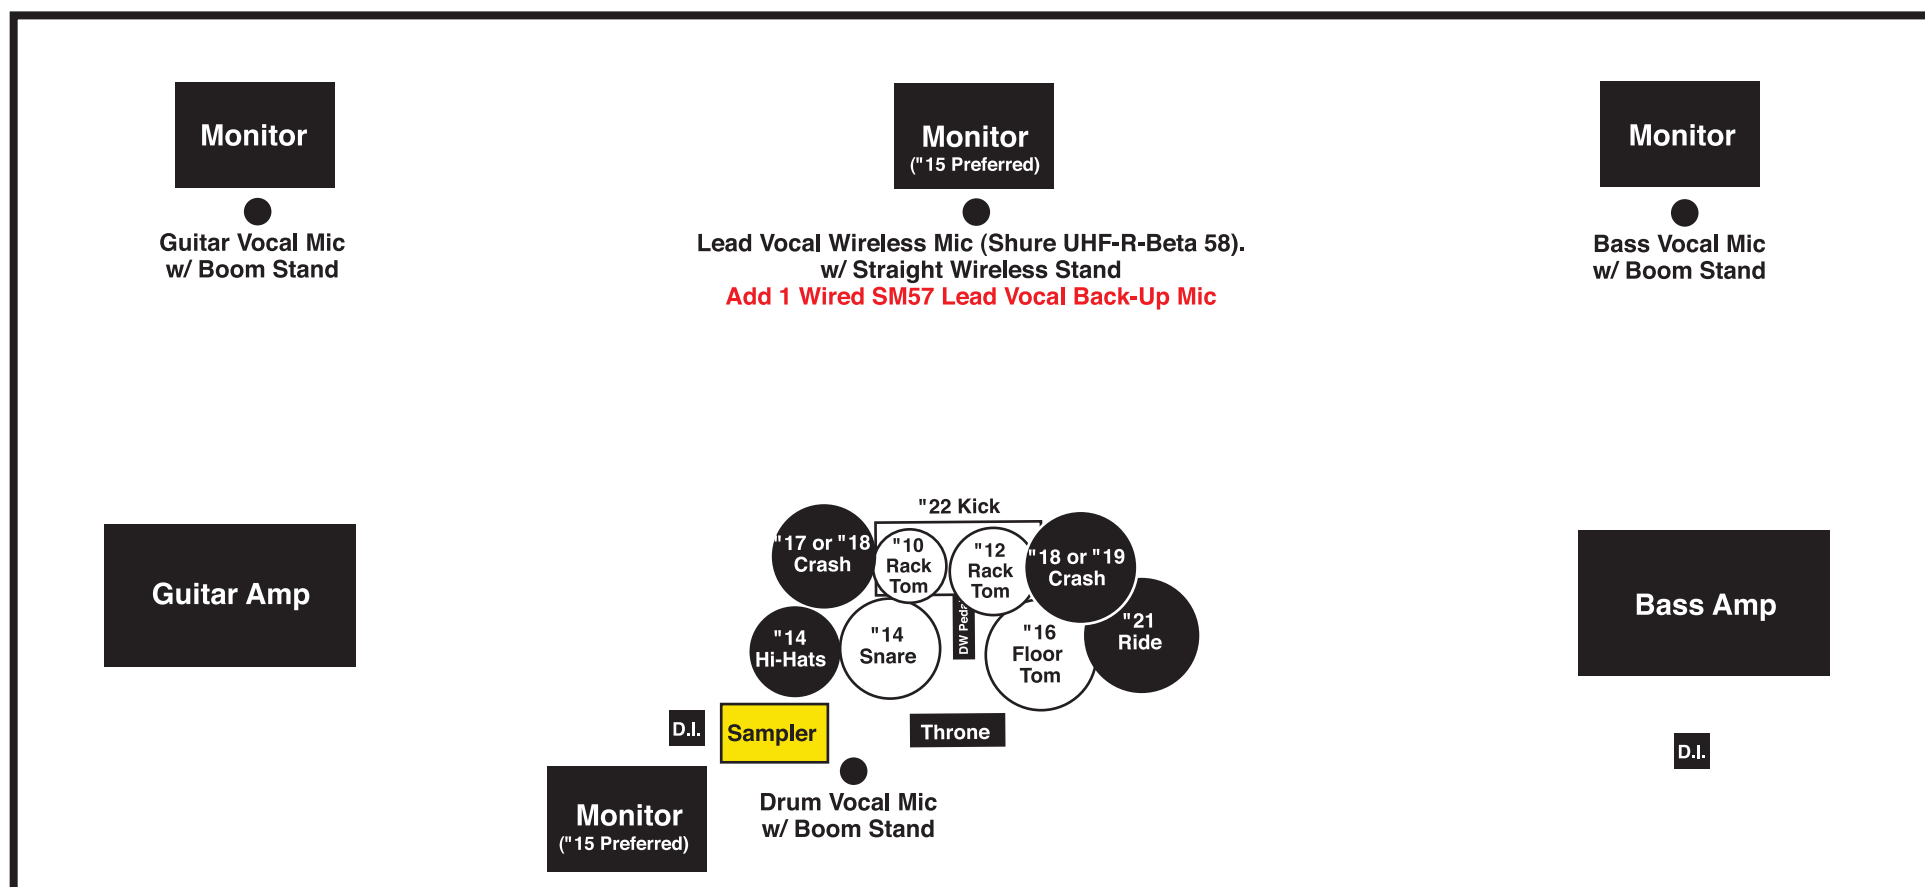 Monitor
Monitor
("15 Preferred)
Monitor
Guitar Vocal Mic
w/ Boom Stand
Lead Vocal Wireless Mic (Shure UHF-R-Beta 58).
w/ Straight Wireless Stand
Add 1 Wired SM57 Lead Vocal Back-Up Mic
Bass Vocal Mic
w/ Boom Stand
Guitar Amp
"22 Kick
"17 or "18
Crash
"10
Rack
Tom
"12
Rack
Tom
"18 or "19
Crash
"14
Hi-Hats
"14
Snare
DW Peda
"16
Floor
Tom
"21
Ride
Bass Amp
D.I.
Sampler
Throne
D.I.
Monitor
("15 Preferred)
Drum Vocal Mic
w/ Boom Stand